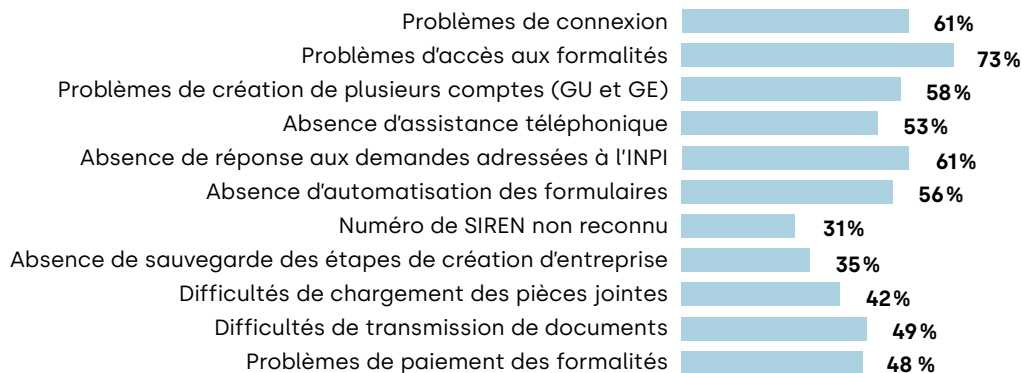 Problèmes de connexion 61%
Problèmes d'accès aux formalités 73%
Problèmes de création de plusieurs comptes (GU et GE) 58%
Absence d'assistance téléphonique 53%
Absence de réponse aux demandes adressées à l'INPI 61%
Absence d'automatisation des formulaires 56%
Numéro de SIREN non reconnu 31%
Absence de sauvegarde des étapes de création d'entreprise 35%
Difficultés de chargement des pièces jointes 42%
Difficultés de transmission de documents 49%
Problèmes de paiement des formalités 48 %